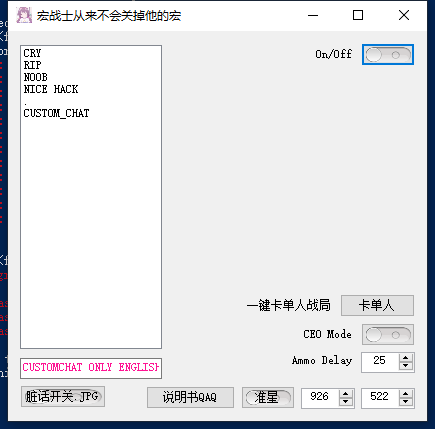 宏战士从来不会关掉他的宏
CRY
RIP
NOOB
NICE HACK
.
CUSTOM_CHAT
On/Off
一键卡单人战局 卡单人
CEO Mode
Ammo Delay 25
CUSTOMCHAT ONLY ENGLISH
脏话开关.JPG 说明书QAQ 准星 926 522